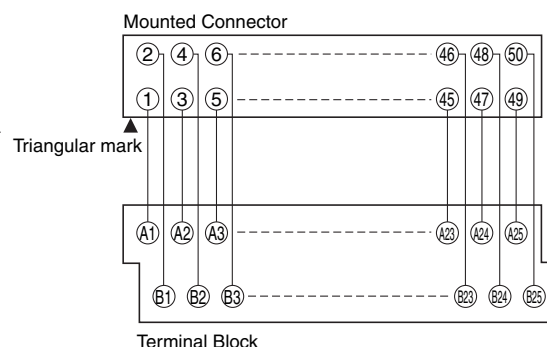 Mounted Connector
2 4 6 46 48 50
1 3 5 45 47 49
Triangular mark
A1 A2 A3 A23 A24 A25
B1 B2 B3 B23 B24 B25
Terminal Block